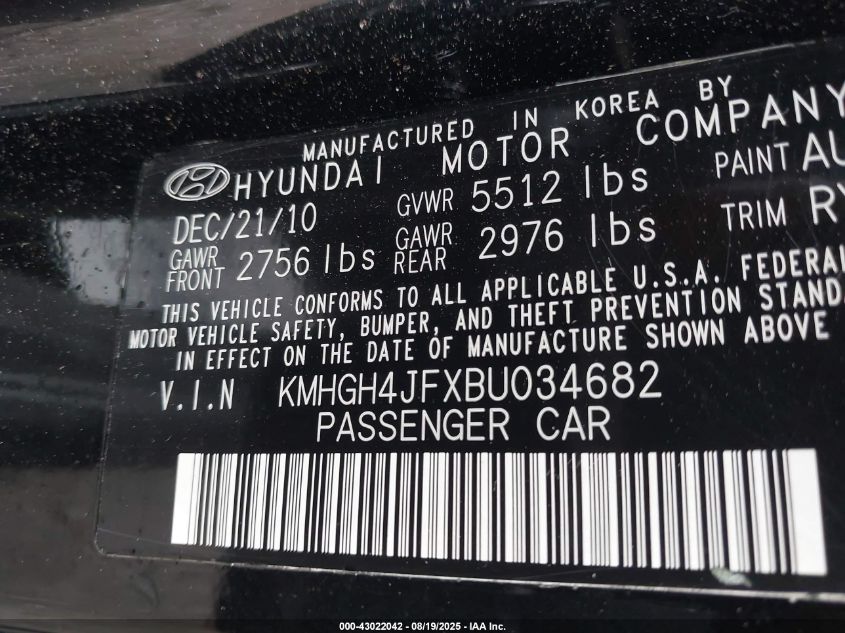 MANUFACTURED IN KOREA BY
HYUNDAI MOTOR COMPANY
DEC/21/10 GVWR 5512 lbs PAINT
GAWR FRONT 2756 lbs GAWR REAR 2976 lbs TRIM
THIS VEHICLE CONFORMS TO ALL APPLICABLE U.S.A. FEDERAL
MOTOR VEHICLE SAFETY, BUMPER, AND THEFT PREVENTION
IN EFFECT ON THE DATE OF MANUFACTURE SHOWN ABOVE
V.I.N KMHGH4JFXBU034682
PASSENGER CAR
000-43022042 - 08/19/2025 - IAA Inc.